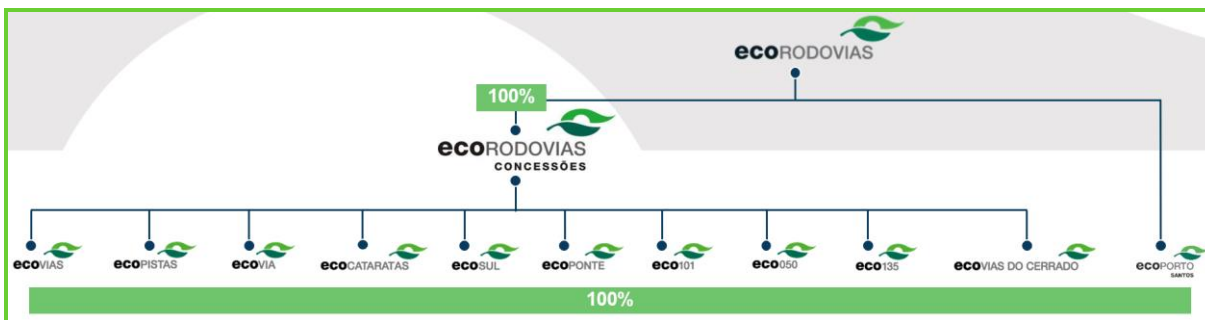 ecoRODOVIAS
100%
ecoRODOVIAS
CONCESSÕES
ecoVIAS
ecoPISTAS
ecoVIA
ecoCATARATAS
ecoSUL
ecoPONTE
eco101
eco050
eco135
ecoVIAS DO CERRADO
ecoPORTO
SANTOS
100%